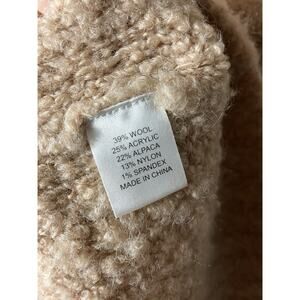 39% WOOL
25% ACRYLIC
22% ALPACA
13% NYLON
1% SPANDEX
MADE IN CHINA